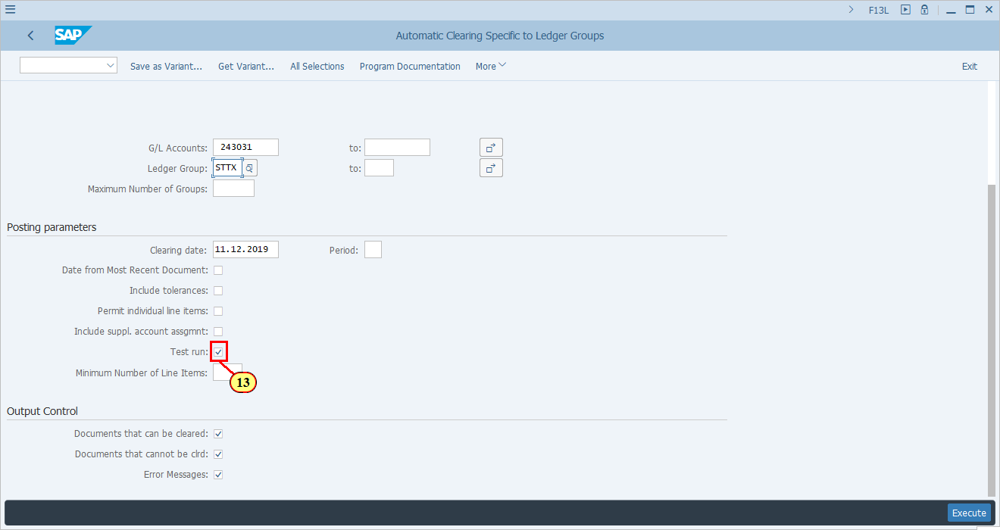 F13L
SAP
Automatic Clearing Specific to Ledger Groups
Save as Variant... Get Variant... All Selections Program Documentation More Exit
G/L Accounts: 243031 to:
Ledger Group: STTX to:
Maximum Number of Groups:
Posting parameters
Clearing date: 11.12.2019 Period:
Date from Most Recent Document:
Include tolerances:
Permit individual line items:
Include suppl. account assgmnt:
Test run:
Minimum Number of Line Items:
13
Output Control
Documents that can be cleared:
Documents that cannot be clrd:
Error Messages:
Execute